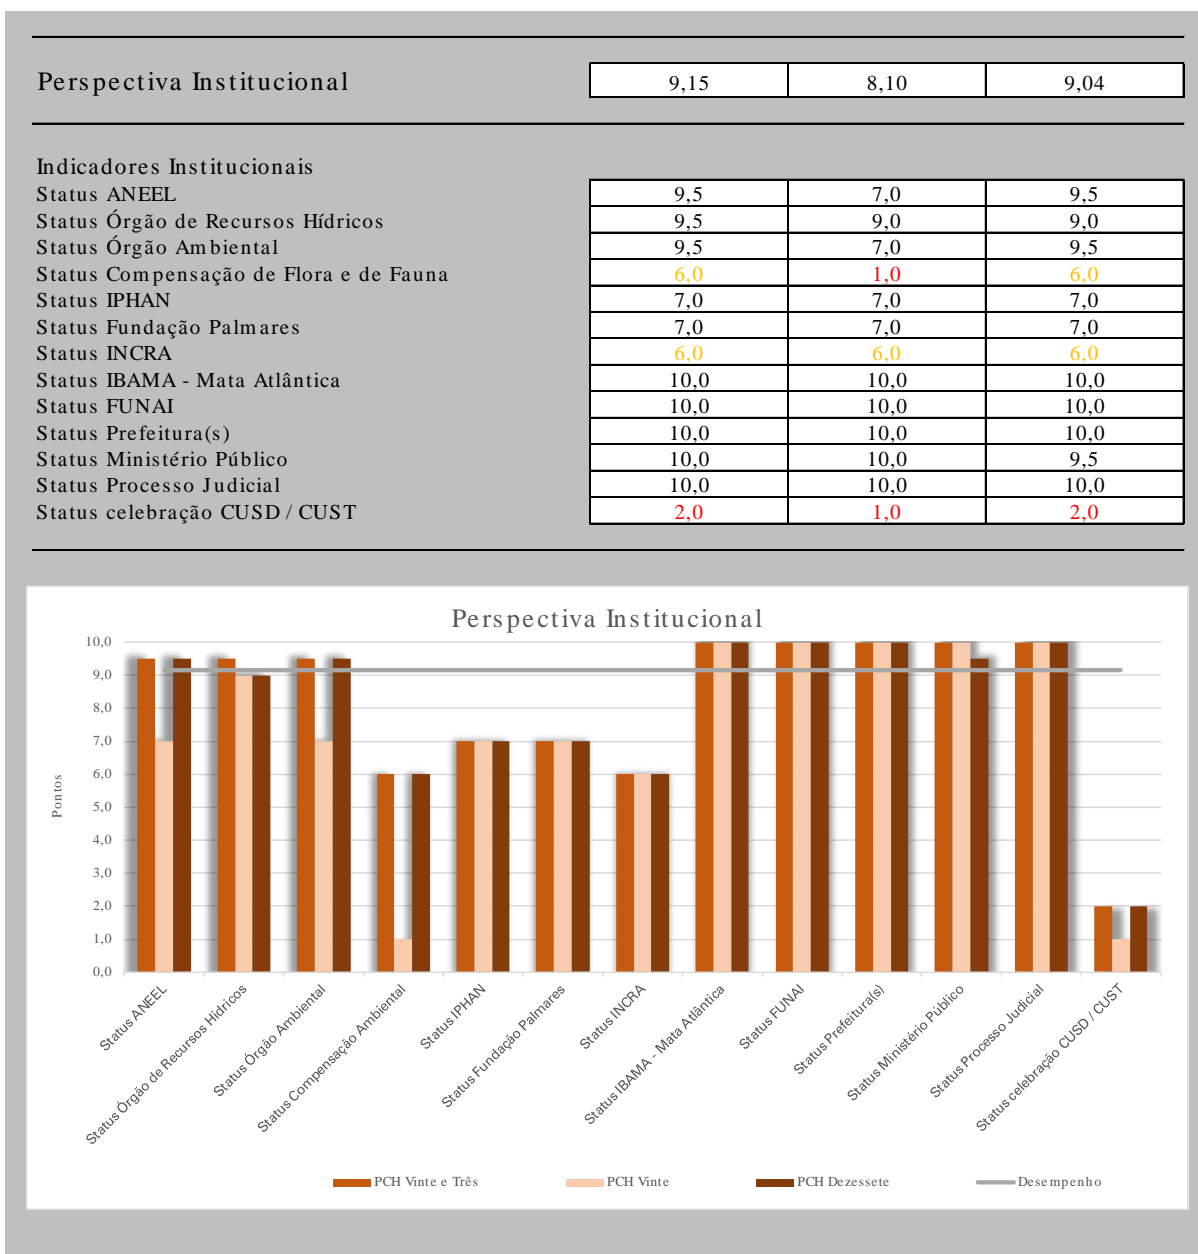 Perspectiva Institucional 9,15 8,10 9,04
Indicadores Institucionais
Status ANEEL 9,5 7,0 9,5
Status Órgão de Recursos Hídricos 9,5 9,0 9,0
Status Órgão Ambiental 9,5 7,0 9,5
Status Compensação de Flora e de Fauna 6,0 1,0 6,0
Status IPHAN 7,0 7,0 7,0
Status Fundação Palmares 7,0 7,0 7,0
Status INCRA 6,0 6,0 6,0
Status IBAMA - Mata Atlântica 10,0 10,0 10,0
Status FUNAI 10,0 10,0 10,0
Status Prefeitura(s) 10,0 10,0 10,0
Status Ministério Público 10,0 10,0 9,5
Status Processo Judicial 10,0 10,0 10,0
Status celebração CUSD / CUST 2,0 1,0 2,0
Perspectiva Institucional
10,0
9,0
8,0
7,0
6,0
5,0
4,0
3,0
2,0
1,0
0,0
Pontos
Status ANEEL
Status Órgão de Recursos Hídricos
Status Órgão Ambiental
Status Compensação Ambiental
Status IPHAN
Status Fundação Palmares
Status INCRA
Status IBAMA - Mata Atlântica
Status FUNAI
Status Prefeitura(s)
Status Ministério Público
Status Processo Judicial
Status celebração CUSD / CUST
PCH Vinte e Três PCH Vinte PCH Dezessete Desempenho